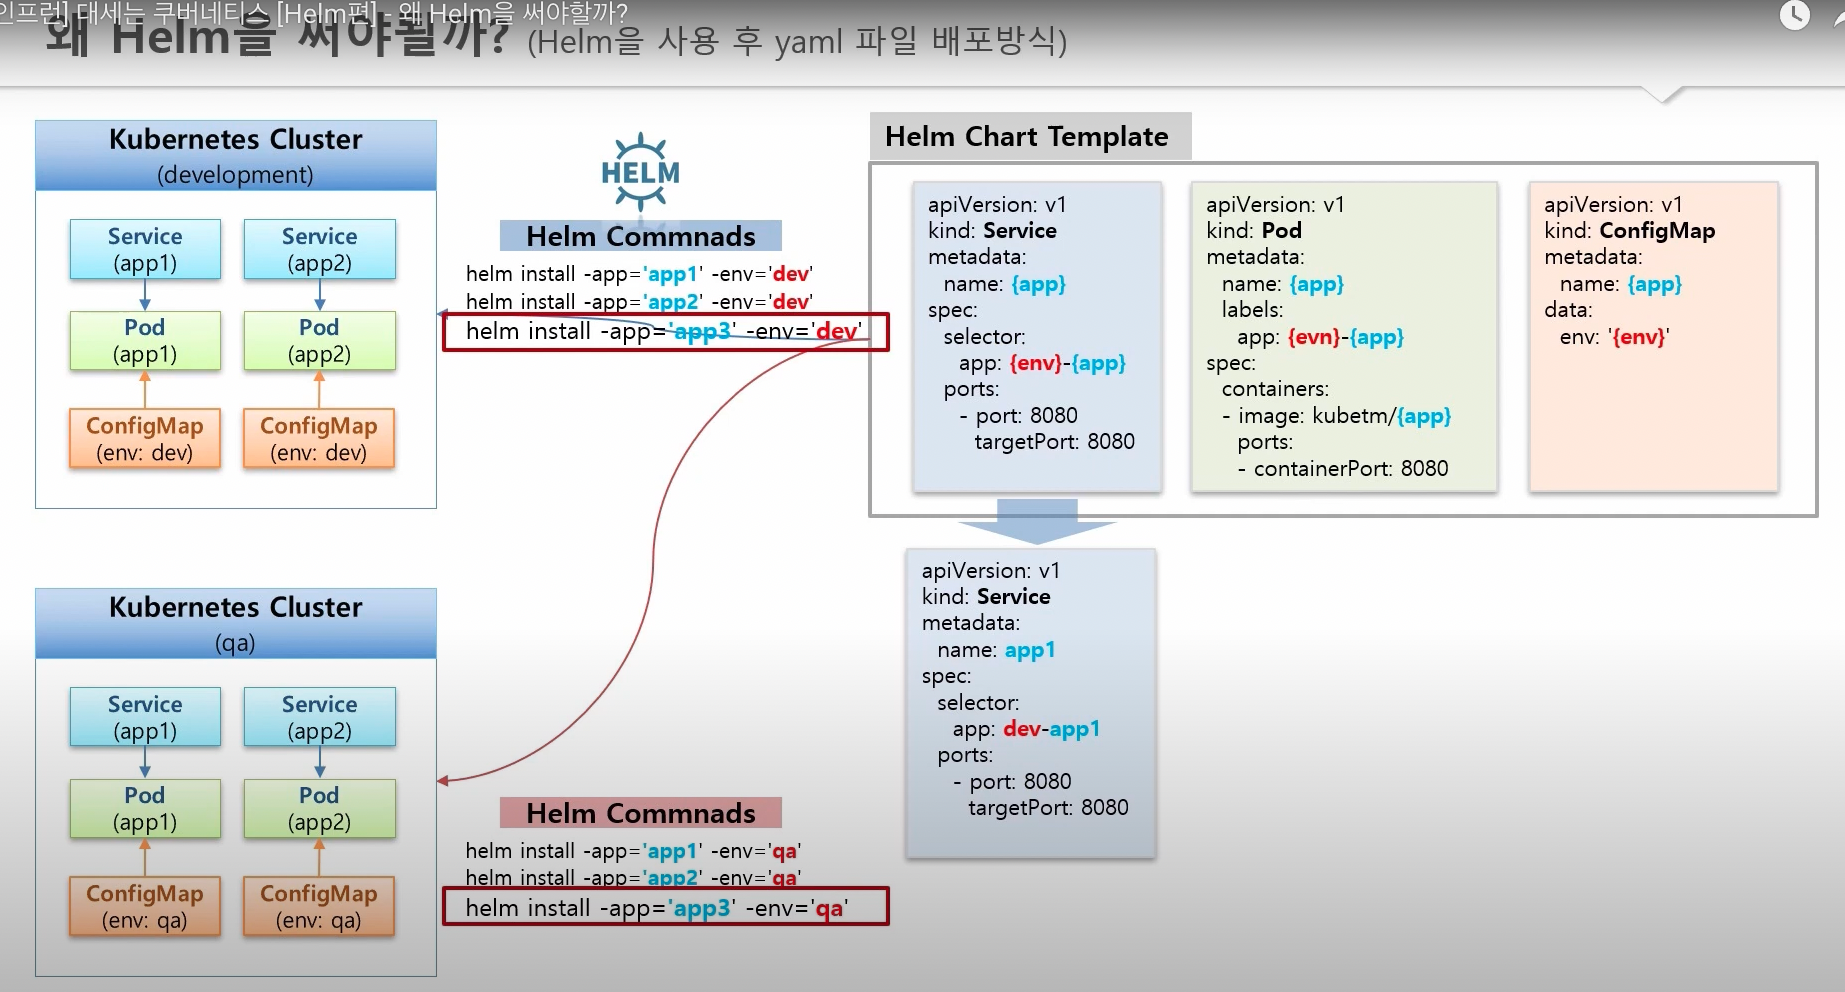 [인프런] 대세는 쿠버네티스 [Helm편] - 왜 Helm을 써야할까?
왜 Helm을 써야될까? (Helm을 사용 후 yaml 파일 배포방식)
Kubernetes Cluster
(development)
Service
(app1)
Service
(app2)
Pod
(app1)
Pod
(app2)
ConfigMap
(env: dev)
ConfigMap
(env: dev)
HELM
Helm Commnads
helm install -app='app1' -env='dev'
helm install -app='app2' -env='dev'
helm install -app='app3' -env='dev'
Helm Chart Template
apiVersion: v1
kind: Service
metadata:
name: {app}
spec:
selector:
app: {env}-{app}
ports:
- port: 8080
targetPort: 8080
apiVersion: v1
kind: Pod
metadata:
name: {app}
labels:
app: {evn}-{app}
spec:
containers:
- image: kubetm/{app}
ports:
- containerPort: 8080
apiVersion: v1
kind: ConfigMap
metadata:
name: {app}
data:
env: '{env}'
apiVersion: v1
kind: Service
metadata:
name: app1
spec:
selector:
app: dev-app1
ports:
- port: 8080
targetPort: 8080
Kubernetes Cluster
(qa)
Service
(app1)
Service
(app2)
Pod
(app1)
Pod
(app2)
ConfigMap
(env: qa)
ConfigMap
(env: qa)
Helm Commnads
helm install -app='app1' -env='qa'
helm install -app='app2' -env='qa'
helm install -app='app3' -env='qa'